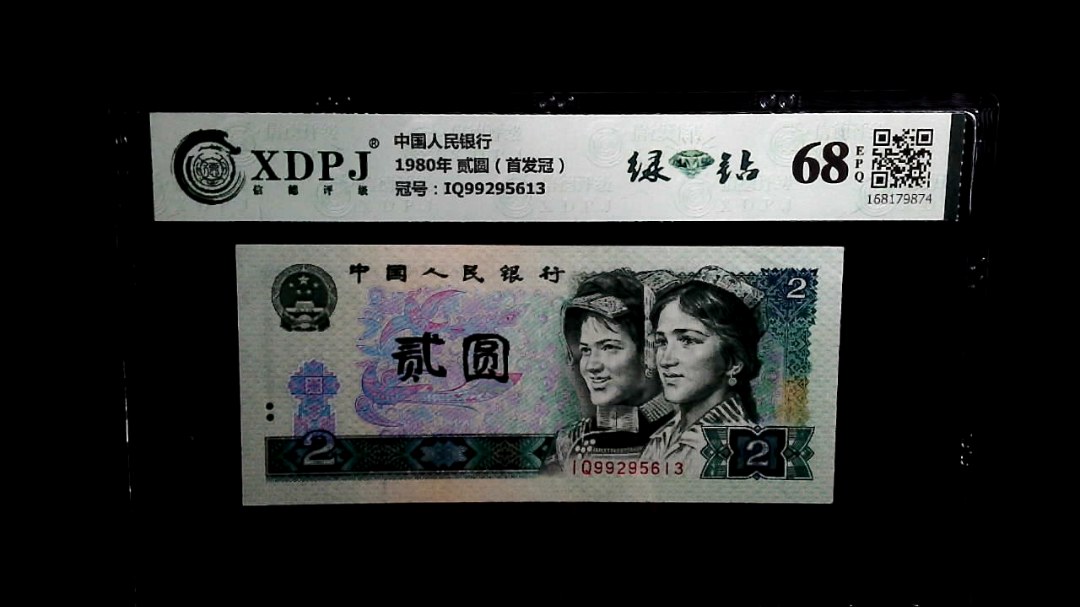 XDPJ®
信德评级
中国人民银行
1980年 贰圆（首发冠）
冠号：IQ99295613
绿钻
68
EPQ
168179874
中国人民银行
2
贰圆
2
IQ99295613
2